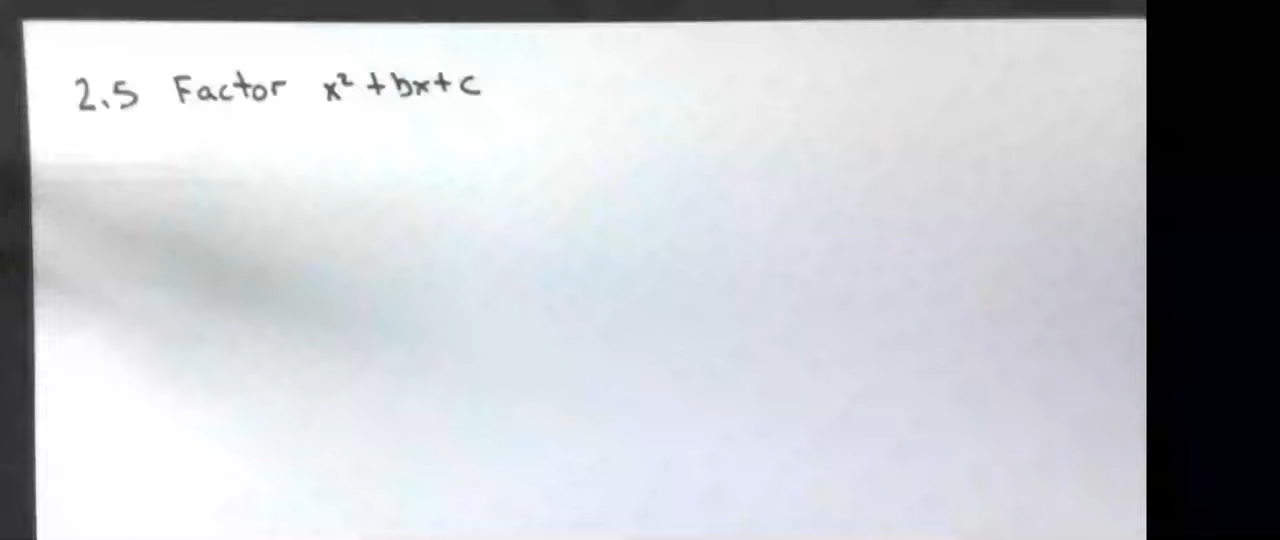 2.5 Factor x² + bx + c